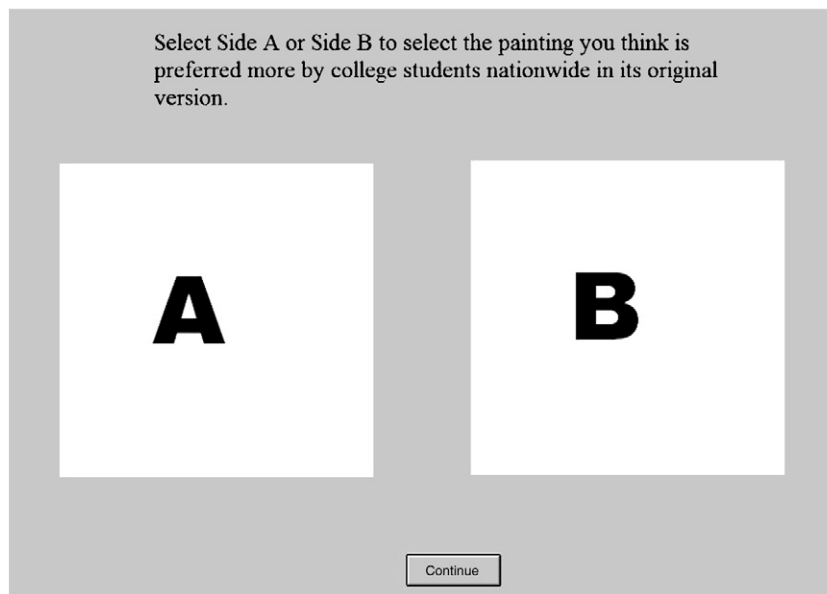 Select Side A or Side B to select the painting you think is
preferred more by college students nationwide in its original
version.
A
B
Continue